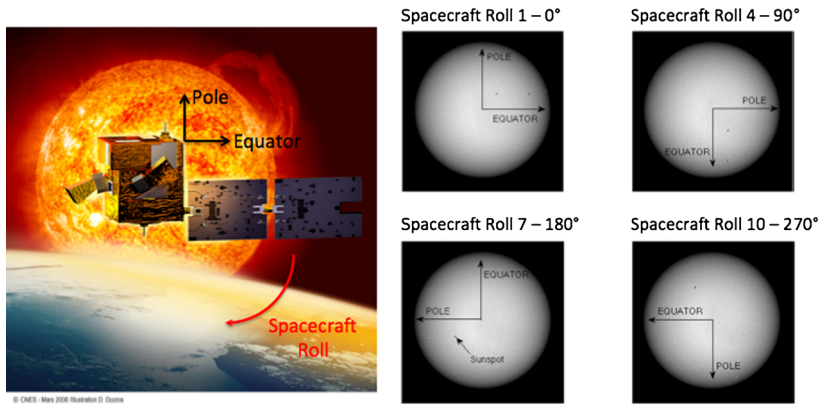 Pole
Equator
Spacecraft
Roll
© CNES - Mars 2008 Illustration D. Ducros
Spacecraft Roll 1 – 0°
POLE
EQUATOR
Spacecraft Roll 4 – 90°
POLE
EQUATOR
Spacecraft Roll 7 – 180°
EQUATOR
POLE
Sunspot
Spacecraft Roll 10 – 270°
EQUATOR
POLE